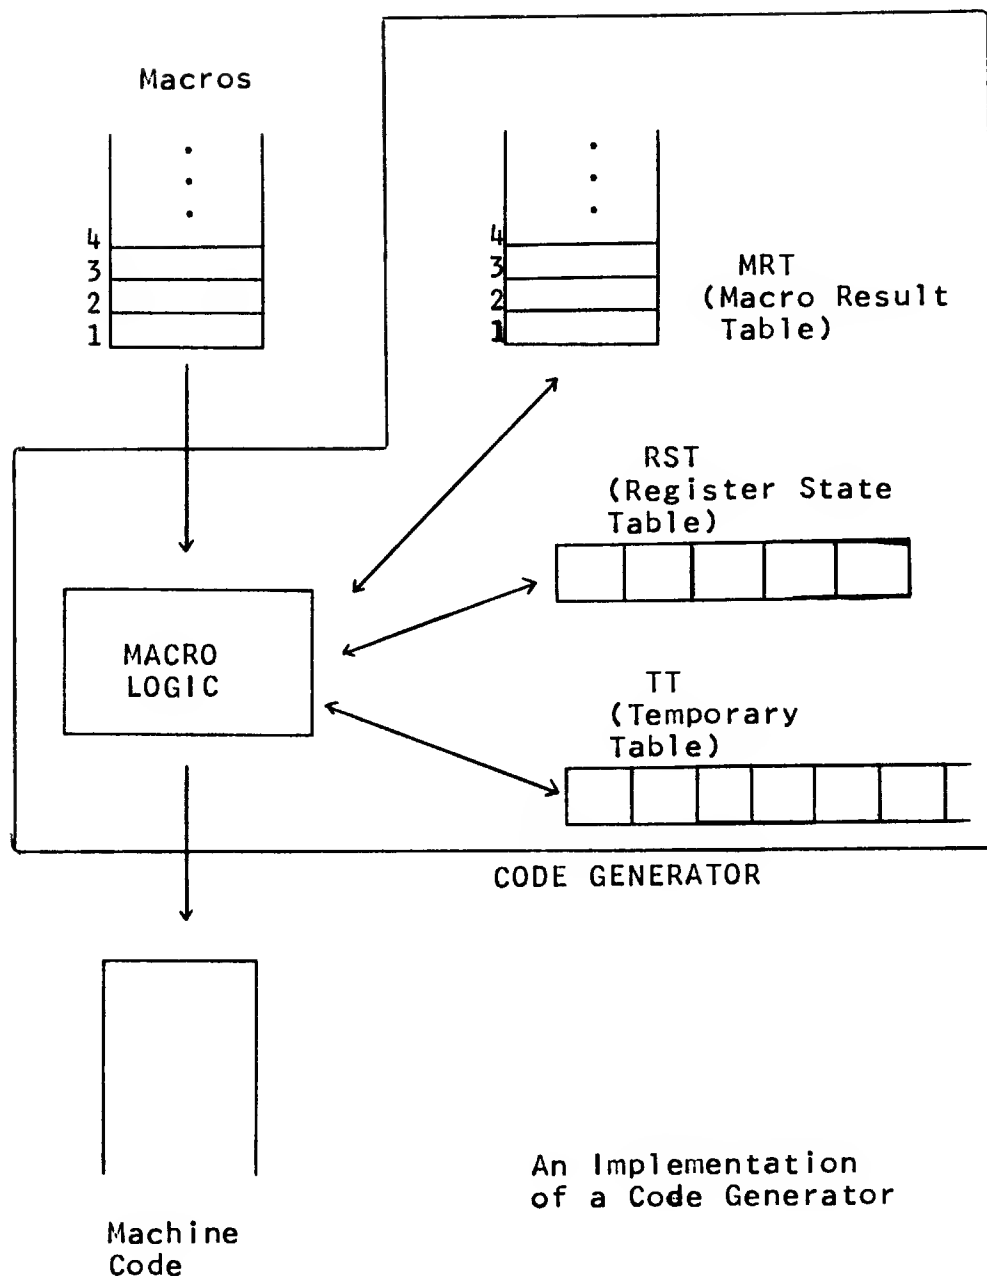 Macros
4
3
2
1
4
3
2
1
MRT
(Macro Result
Table)
RST
(Register State
Table)
MACRO
LOGIC
TT
(Temporary
Table)
CODE GENERATOR
An Implementation
of a Code Generator
Machine
Code